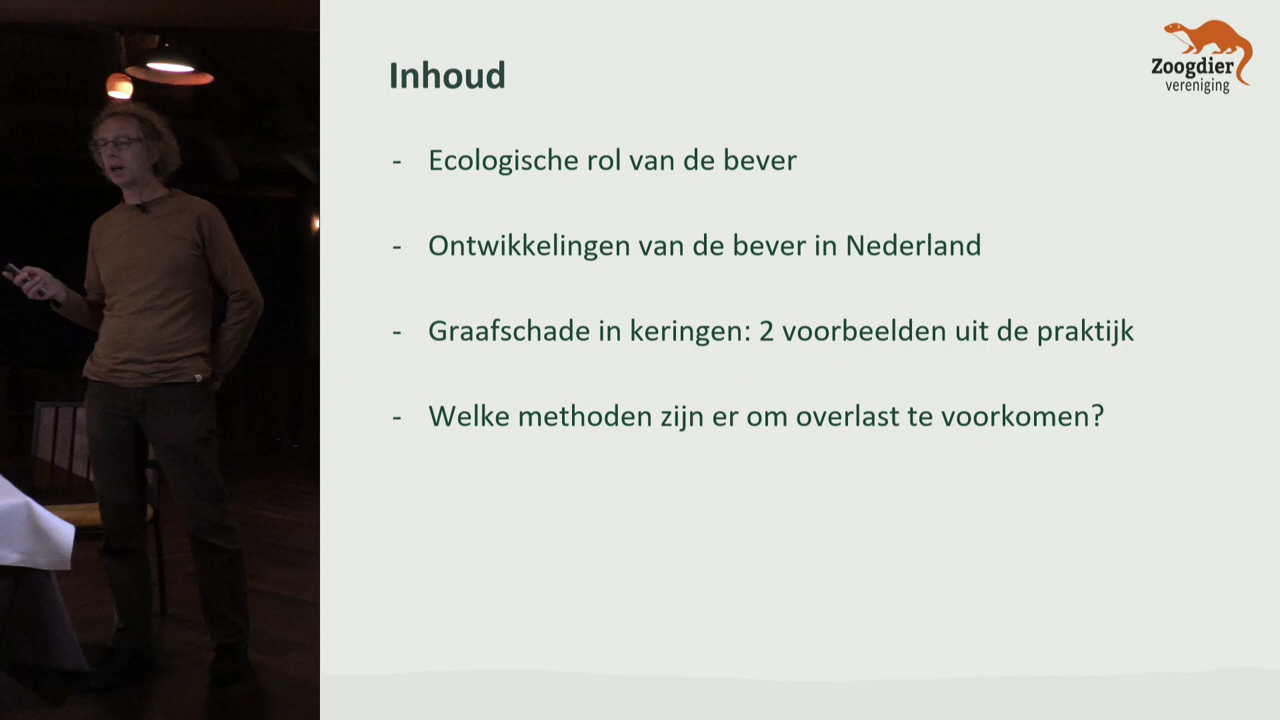 Inhoud
Zoogdier
vereniging
- Ecologische rol van de bever
- Ontwikkelingen van de bever in Nederland
- Graafschade in keringen: 2 voorbeelden uit de praktijk
- Welke methoden zijn er om overlast te voorkomen?